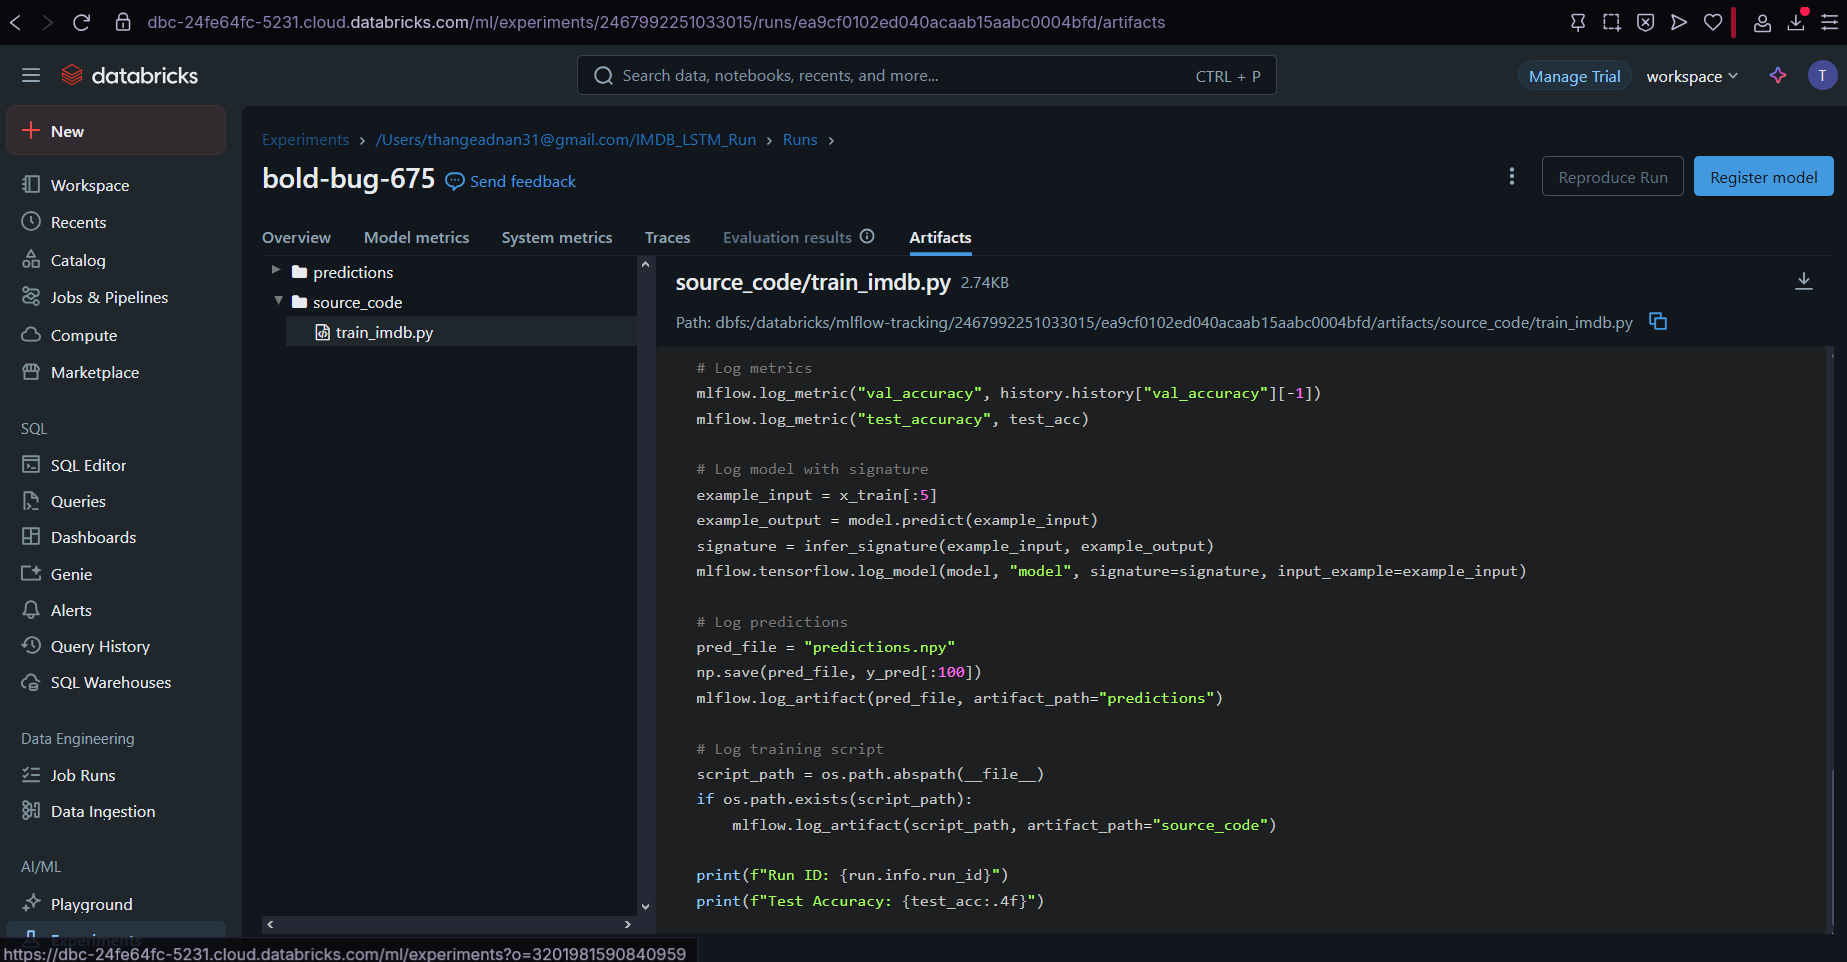 dbc-24fe64fc-5231.cloud.databricks.com/ml/experiments/2467992251033015/runs/ea9cf0102ed040acaab15aabc0004bfd/artifacts
databricks
Search data, notebooks, recents, and more...
CTRL + P
Manage Trial
workspace
T
New
Workspace
Recents
Catalog
Jobs & Pipelines
Compute
Marketplace
SQL
SQL Editor
Queries
Dashboards
Genie
Alerts
Query History
SQL Warehouses
Data Engineering
Job Runs
Data Ingestion
AI/ML
Playground
Experiments
Experiments > /Users/thangeadnan31@gmail.com/IMDB_LSTM_Run > Runs >
bold-bug-675 Send feedback
Reproduce Run
Register model
Overview Model metrics System metrics Traces Evaluation results Artifacts
predictions
source_code
train_imdb.py
source_code/train_imdb.py 2.74KB
Path: dbfs:/databricks/mlflow-tracking/2467992251033015/ea9cf0102ed040acaab15aabc0004bfd/artifacts/source_code/train_imdb.py
# Log metrics
mlflow.log_metric("val_accuracy", history.history["val_accuracy"][-1])
mlflow.log_metric("test_accuracy", test_acc)
# Log model with signature
example_input = x_train[:5]
example_output = model.predict(example_input)
signature = infer_signature(example_input, example_output)
mlflow.tensorflow.log_model(model, "model", signature=signature, input_example=example_input)
# Log predictions
pred_file = "predictions.npy"
np.save(pred_file, y_pred[:100])
mlflow.log_artifact(pred_file, artifact_path="predictions")
# Log training script
script_path = os.path.abspath(__file__)
if os.path.exists(script_path):
    mlflow.log_artifact(script_path, artifact_path="source_code")
print(f"Run ID: {run.info.run_id}")
print(f"Test Accuracy: {test_acc:.4f}")
https://dbc-24fe64fc-5231.cloud.databricks.com/ml/experiments?o=3201981590840959